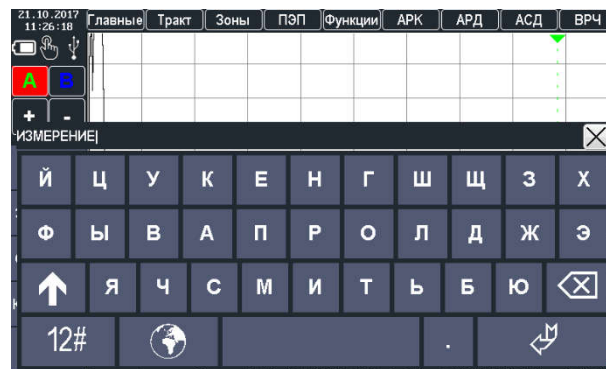 21.10.2017
11:26:18
Главные Тракт Зоны ПЭП Функции АРК АРД АСД ВРЧ
A B
+ -
ИЗМЕРЕНИЕ
Й Ц У К Е Н Г Ш Щ З Х
Ф Ы В А П Р О Л Д Ж Э
Я Ч С М И Т Ь Б Ю
12# .